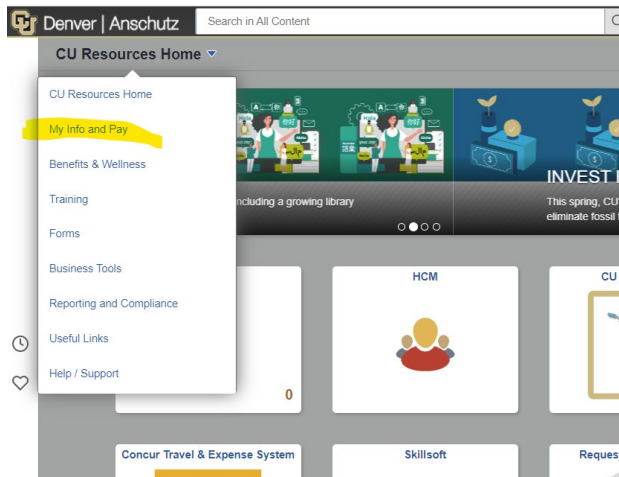 Denver | Anschutz
Search in All Content
CU Resources Home
CU Resources Home
My Info and Pay
Benefits & Wellness
Training
Forms
Business Tools
Reporting and Compliance
Useful Links
Help / Support
ncluding a growing library
INVEST
This spring, CU
eliminate fossil
HCM
CU
0
Concur Travel & Expense System
Skillsoft
Reques